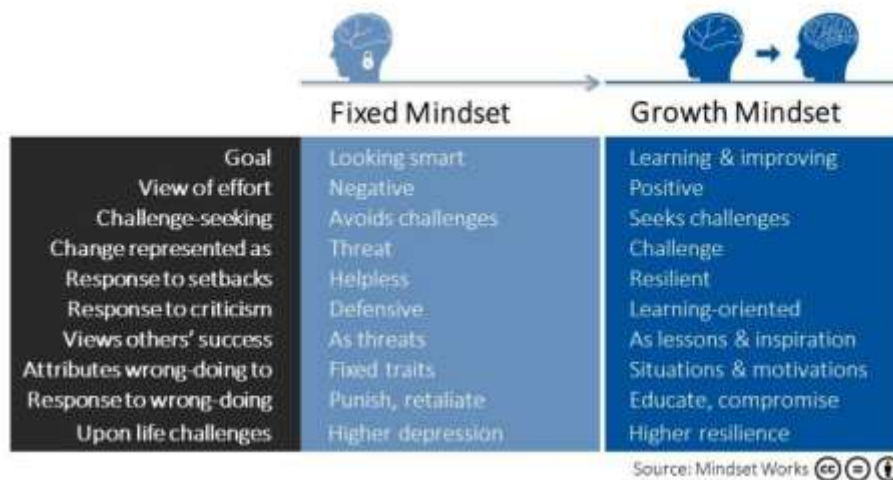 Fixed Mindset Growth Mindset
Goal Looking smart Learning & improving
View of effort Negative Positive
Challenge-seeking Avoids challenges Seeks challenges
Change represented as Threat Challenge
Response to setbacks Helpless Resilient
Response to criticism Defensive Learning-oriented
Views others' success As threats As lessons & inspiration
Attributes wrong-doing to Fixed traits Situations & motivations
Response to wrong-doing Punish, retaliate Educate, compromise
Upon life challenges Higher depression Higher resilience
Source: Mindset Works cc